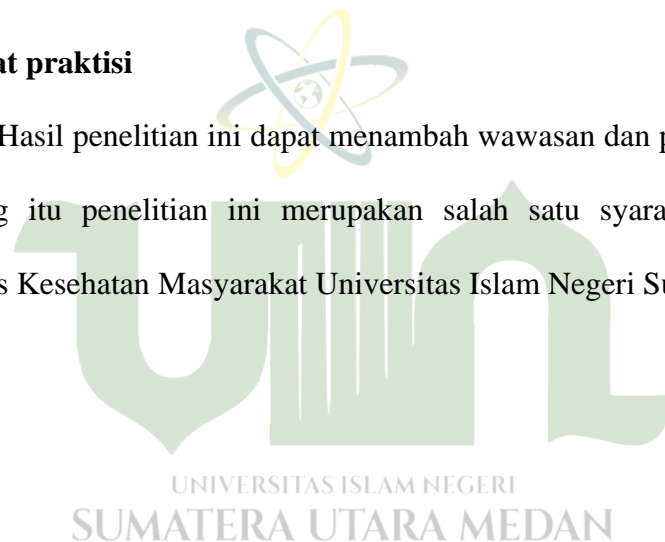 at praktisi
Hasil penelitian ini dapat menambah wawasan dan p
g itu penelitian ini merupakan salah satu syara
s Kesehatan Masyarakat Universitas Islam Negeri Su
UNIVERSITAS ISLAM NEGERI
SUMATERA UTARA MEDAN